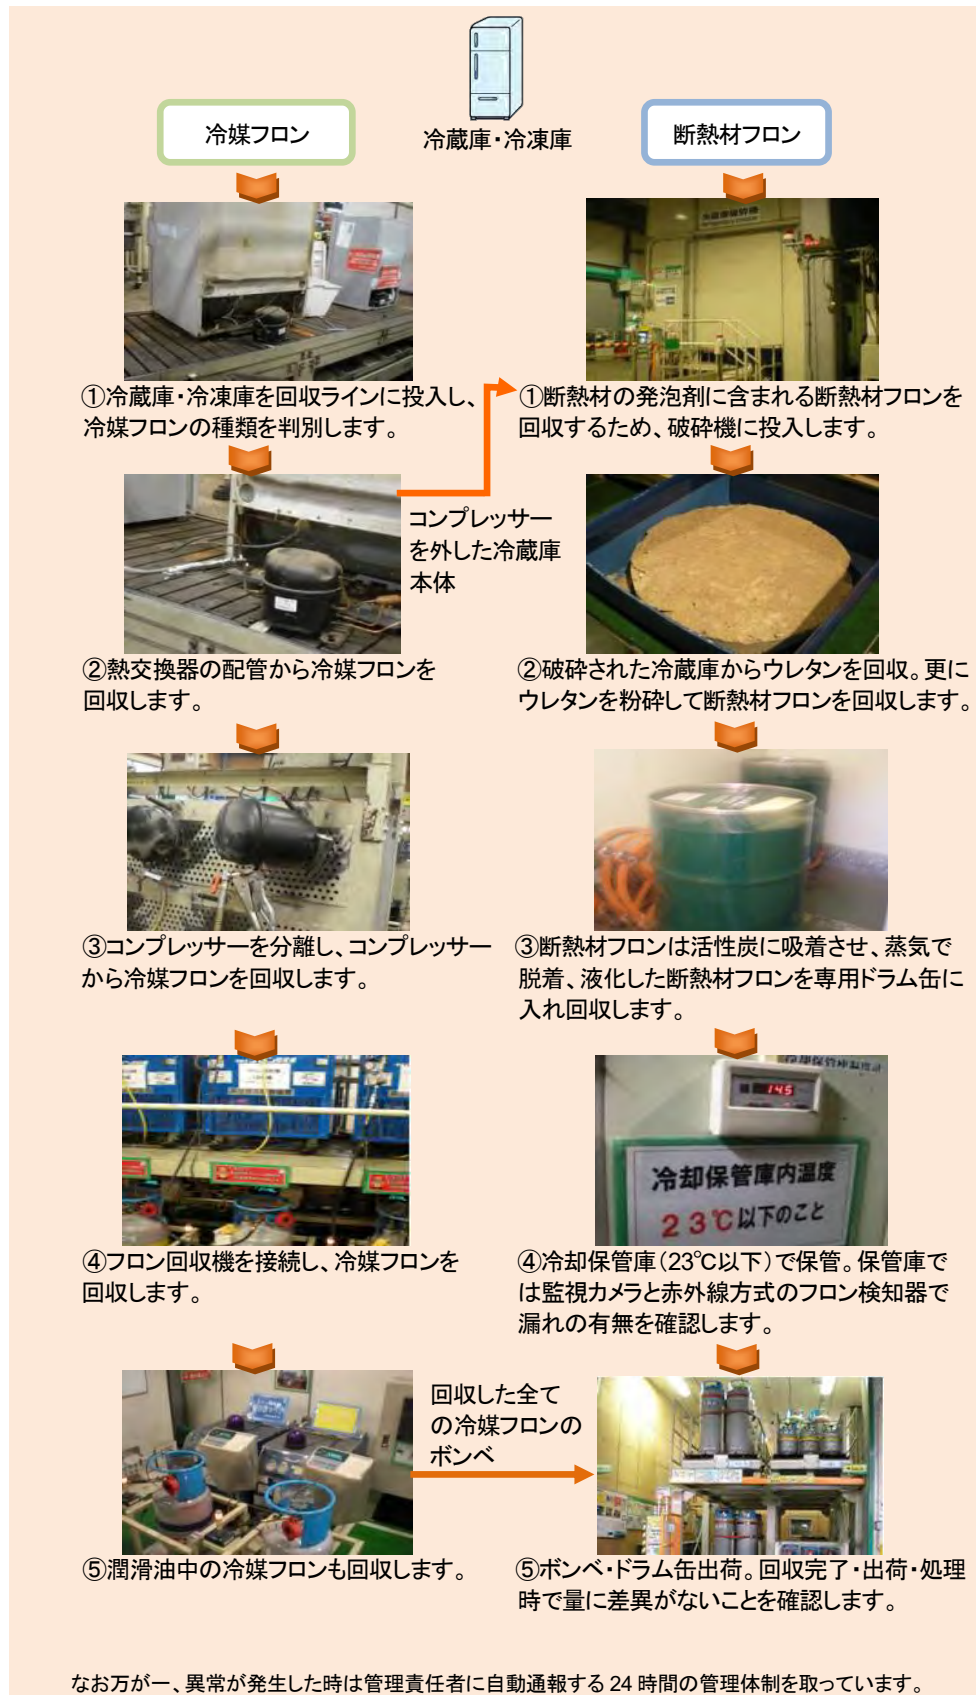 冷蔵庫・冷凍庫
冷媒フロン
①冷蔵庫・冷凍庫を回収ラインに投入し、
冷媒フロンの種類を判別します。
コンプレッサー
を外した冷蔵庫
本体
②熱交換器の配管から冷媒フロンを
回収します。
③コンプレッサーを分離し、コンプレッサー
から冷媒フロンを回収します。
④フロン回収機を接続し、冷媒フロンを
回収します。
⑤潤滑油中の冷媒フロンも回収します。
回収した全て
の冷媒フロンの
ボンベ
断熱材フロン
①断熱材の発泡剤に含まれる断熱材フロンを
回収するため、破砕機に投入します。
②破砕された冷蔵庫からウレタンを回収。更に
ウレタンを粉砕して断熱材フロンを回収します。
③断熱材フロンは活性炭に吸着させ、蒸気で
脱着、液化した断熱材フロンを専用ドラム缶に
入れ回収します。
145
冷却保管庫内温度
23℃以下のこと
④冷却保管庫（23℃以下）で保管。保管庫で
は監視カメラと赤外線方式のフロン検知器で
漏れの有無を確認します。
⑤ボンベ・ドラム缶出荷。回収完了・出荷・処理
時で量に差異がないことを確認します。
なお万が一、異常が発生した時は管理責任者に自動通報する 24 時間の管理体制を取っています。